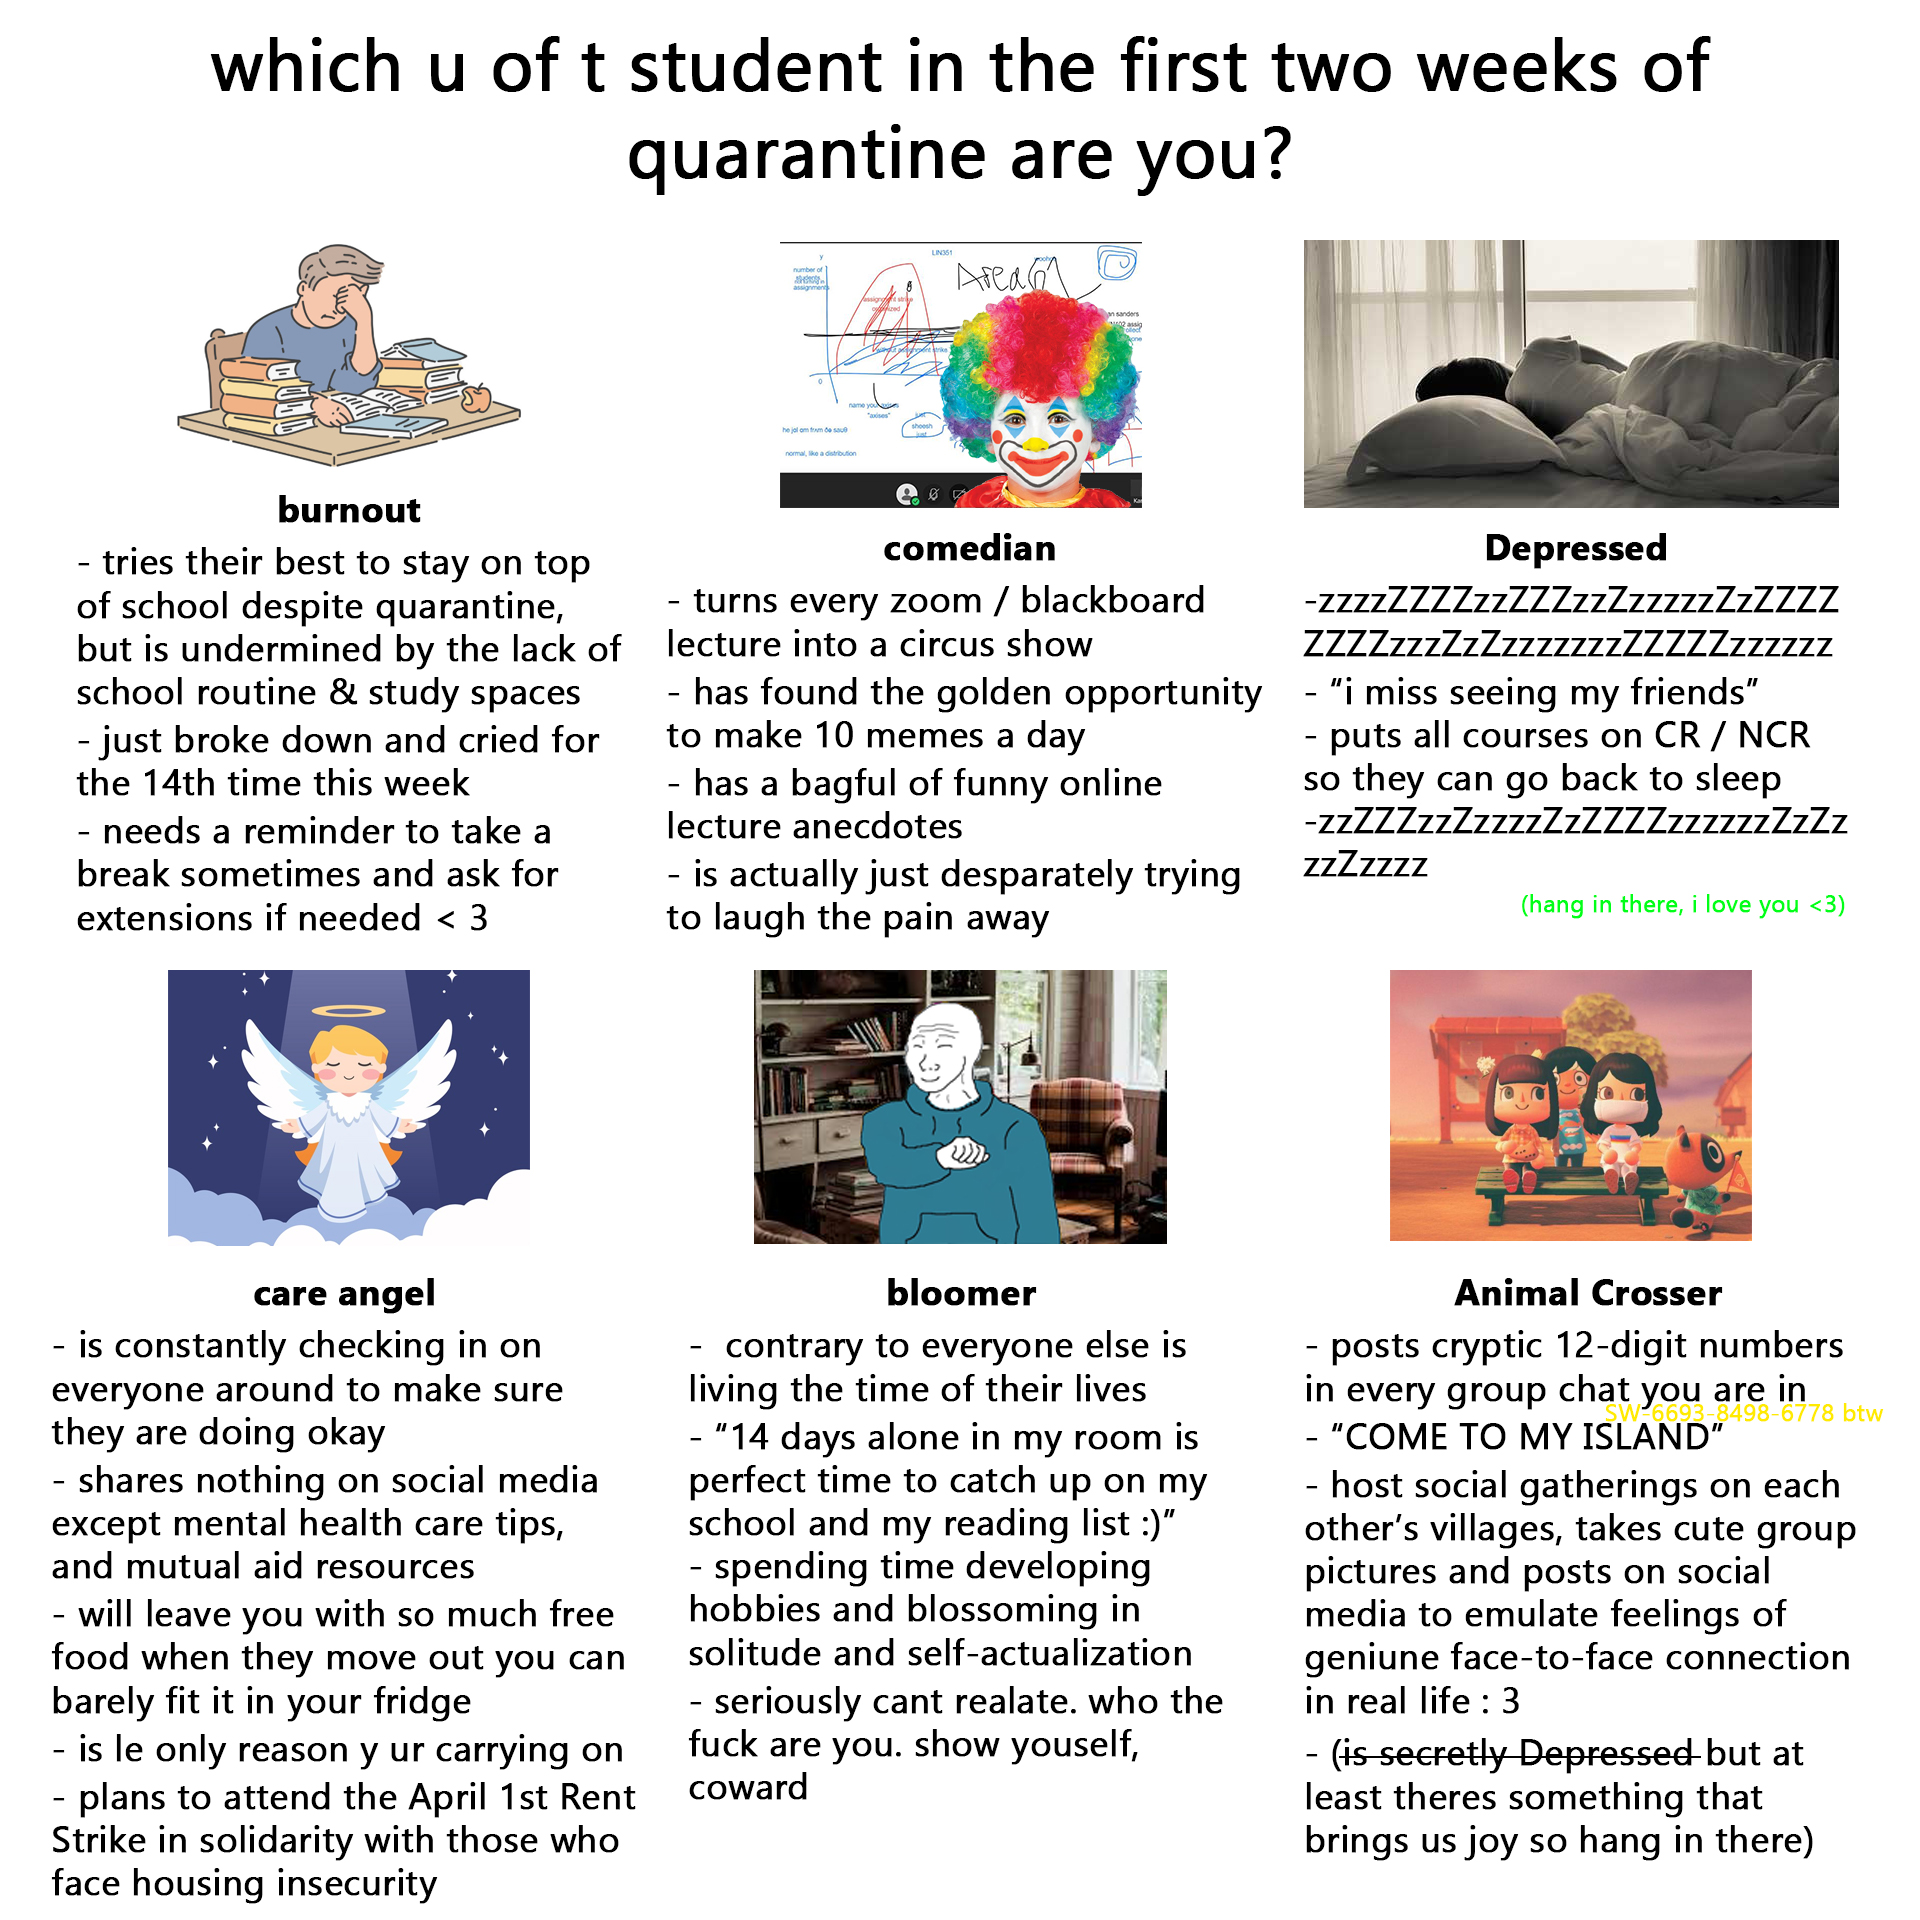 which u of t student in the first two weeks of
quarantine are you?
burnout
- tries their best to stay on top
of school despite quarantine,
but is undermined by the lack of
school routine & study spaces
- just broke down and cried for
the 14th time this week
- needs a reminder to take a
break sometimes and ask for
extensions if needed < 3
LIN351
y
number of
students
assignments
Area(
woohoo
8
assignment strike
organized
without assignment strike
0
name your axises
"axises"
just
sheesh
just
he jol ɑm frʌm ðə sauθ
normal, like a distribution
an sanders
N402 assig
comedian
- turns every zoom / blackboard
lecture into a circus show
- has found the golden opportunity
to make 10 memes a day
- has a bagful of funny online
lecture anecdotes
- is actually just desparately trying
to laugh the pain away
Depressed
-zzzzZZZZzzZZZzzZzzzzzZzZZZZ
ZZZZzzzZzZzzzzzzzZZZZZzzzzzz
- “i miss seeing my friends”
- puts all courses on CR / NCR
so they can go back to sleep
-zzZZZzzZzzzzZzZZZZzzzzzzZzZz
zzZzzzz
(hang in there, i love you <3)
care angel
- is constantly checking in on
everyone around to make sure
they are doing okay
- shares nothing on social media
except mental health care tips,
and mutual aid resources
- will leave you with so much free
food when they move out you can
barely fit it in your fridge
- is le only reason y ur carrying on
- plans to attend the April 1st Rent
Strike in solidarity with those who
face housing insecurity
bloomer
- contrary to everyone else is
living the time of their lives
- “14 days alone in my room is
perfect time to catch up on my
school and my reading list :)”
- spending time developing
hobbies and blossoming in
solitude and self-actualization
- seriously cant realate. who the
fuck are you. show youself,
coward
Animal Crosser
- posts cryptic 12-digit numbers
in every group chat you are in
SW-6693-8498-6778 btw
- “COME TO MY ISLAND”
- host social gatherings on each
other’s villages, takes cute group
pictures and posts on social
media to emulate feelings of
geniune face-to-face connection
in real life : 3
- (is secretly Depressed but at
least theres something that
brings us joy so hang in there)